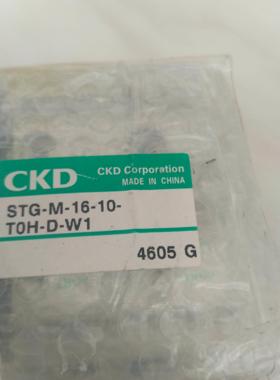 CKD
CKD Corporation
MADE IN CHINA
STG-M-16-10-
T0H-D-W1
4605 G